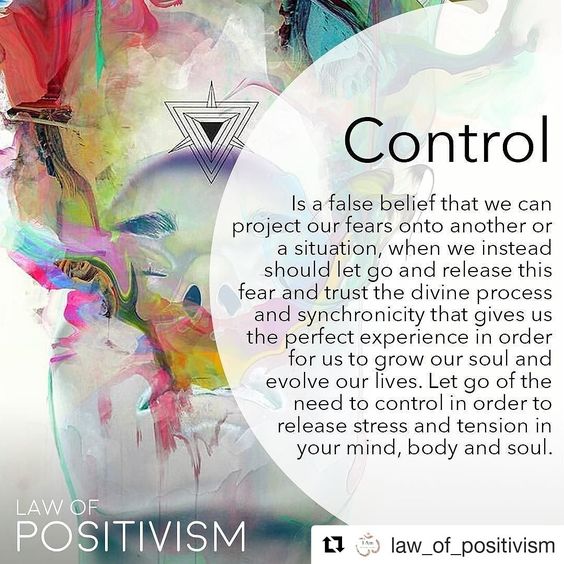 Control
Is a false belief that we can
project our fears onto another or
a situation, when we instead
should let go and release this
fear and trust the divine process
and synchronicity that gives us
the perfect experience in order
for us to grow our soul and
evolve our lives. Let go of the
need to control in order to
release stress and tension in
your mind, body and soul.
LAW OF
POSITIVISM
law_of_positivism